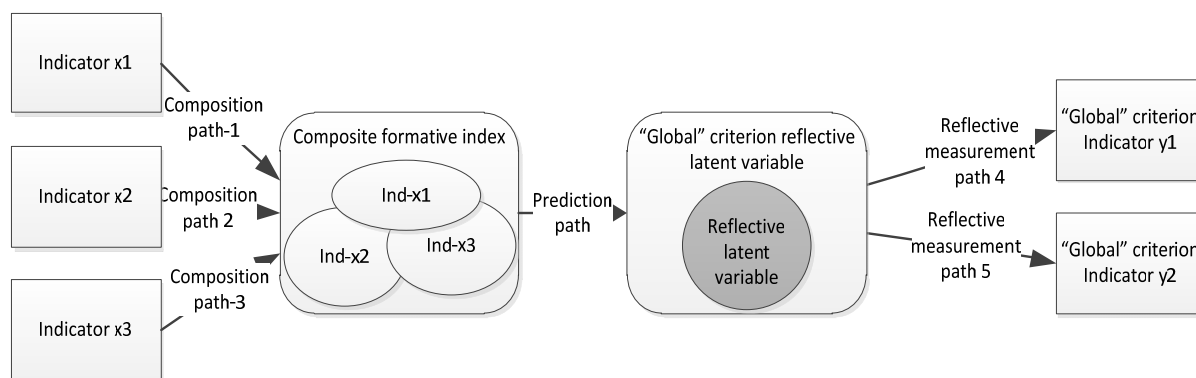 Indicator x1
Composition
path-1
Indicator x2
Composition
path 2
Indicator x3
Composition
path-3
Composite formative index
Ind-x1
Ind-x2
Ind-x3
Prediction
path
“Global” criterion reflective
latent variable
Reflective
latent
variable
Reflective
measurement
path 4
Reflective
measurement
path 5
“Global” criterion
Indicator y1
“Global” criterion
Indicator y2